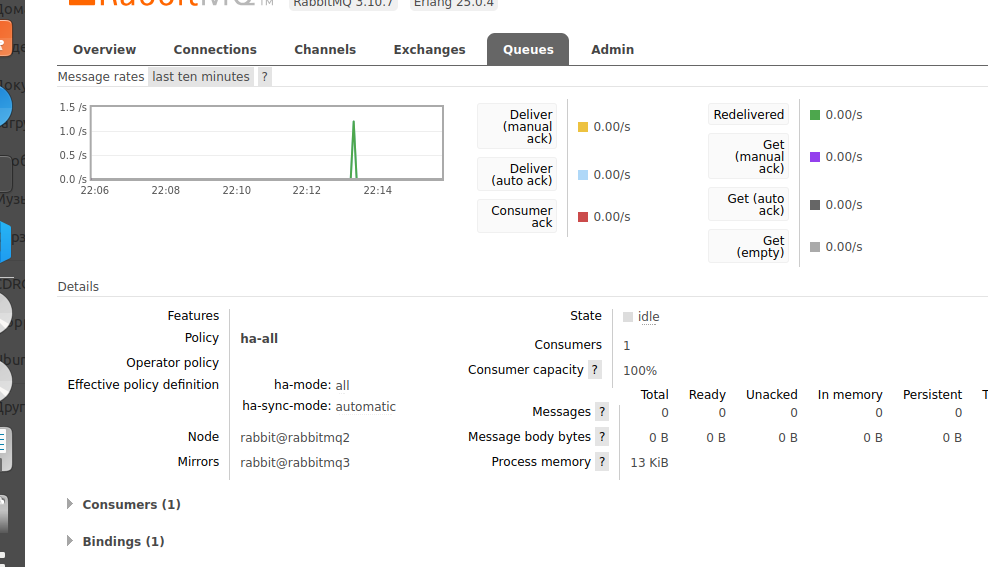 RabbitMQ TM RabbitMQ 3.10.7 Erlang 25.0.4
Overview Connections Channels Exchanges Queues Admin
Message rates last ten minutes ?
1.5 /s
1.0 /s
0.5 /s
0.0 /s
22:06 22:08 22:10 22:12 22:14
Deliver
(manual
ack)
0.00/s
Deliver
(auto ack)
0.00/s
Consumer
ack
0.00/s
Redelivered 0.00/s
Get
(manual
ack)
0.00/s
Get (auto
ack)
0.00/s
Get
(empty)
0.00/s
Details
Features
Policy ha-all
Operator policy
Effective policy definition ha-mode: all
ha-sync-mode: automatic
Node rabbit@rabbitmq2
Mirrors rabbit@rabbitmq3
State idle
Consumers 1
Consumer capacity ? 100%
Total Ready Unacked In memory Persistent T
Messages ? 0 0 0 0 0
Message body bytes ? 0 B 0 B 0 B 0 B 0 B
Process memory ? 13 KiB
Consumers (1)
Bindings (1)